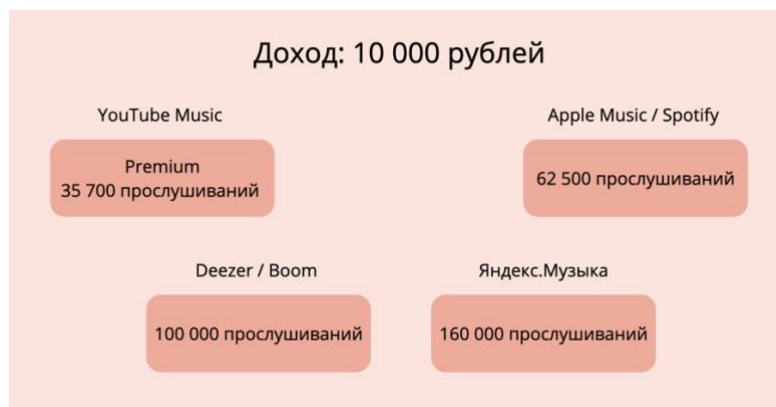 Доход: 10 000 рублей
YouTube Music
Apple Music / Spotify
Premium
35 700 прослушиваний
62 500 прослушиваний
Deezer / Boom
Яндекс.Музыка
100 000 прослушиваний
160 000 прослушиваний